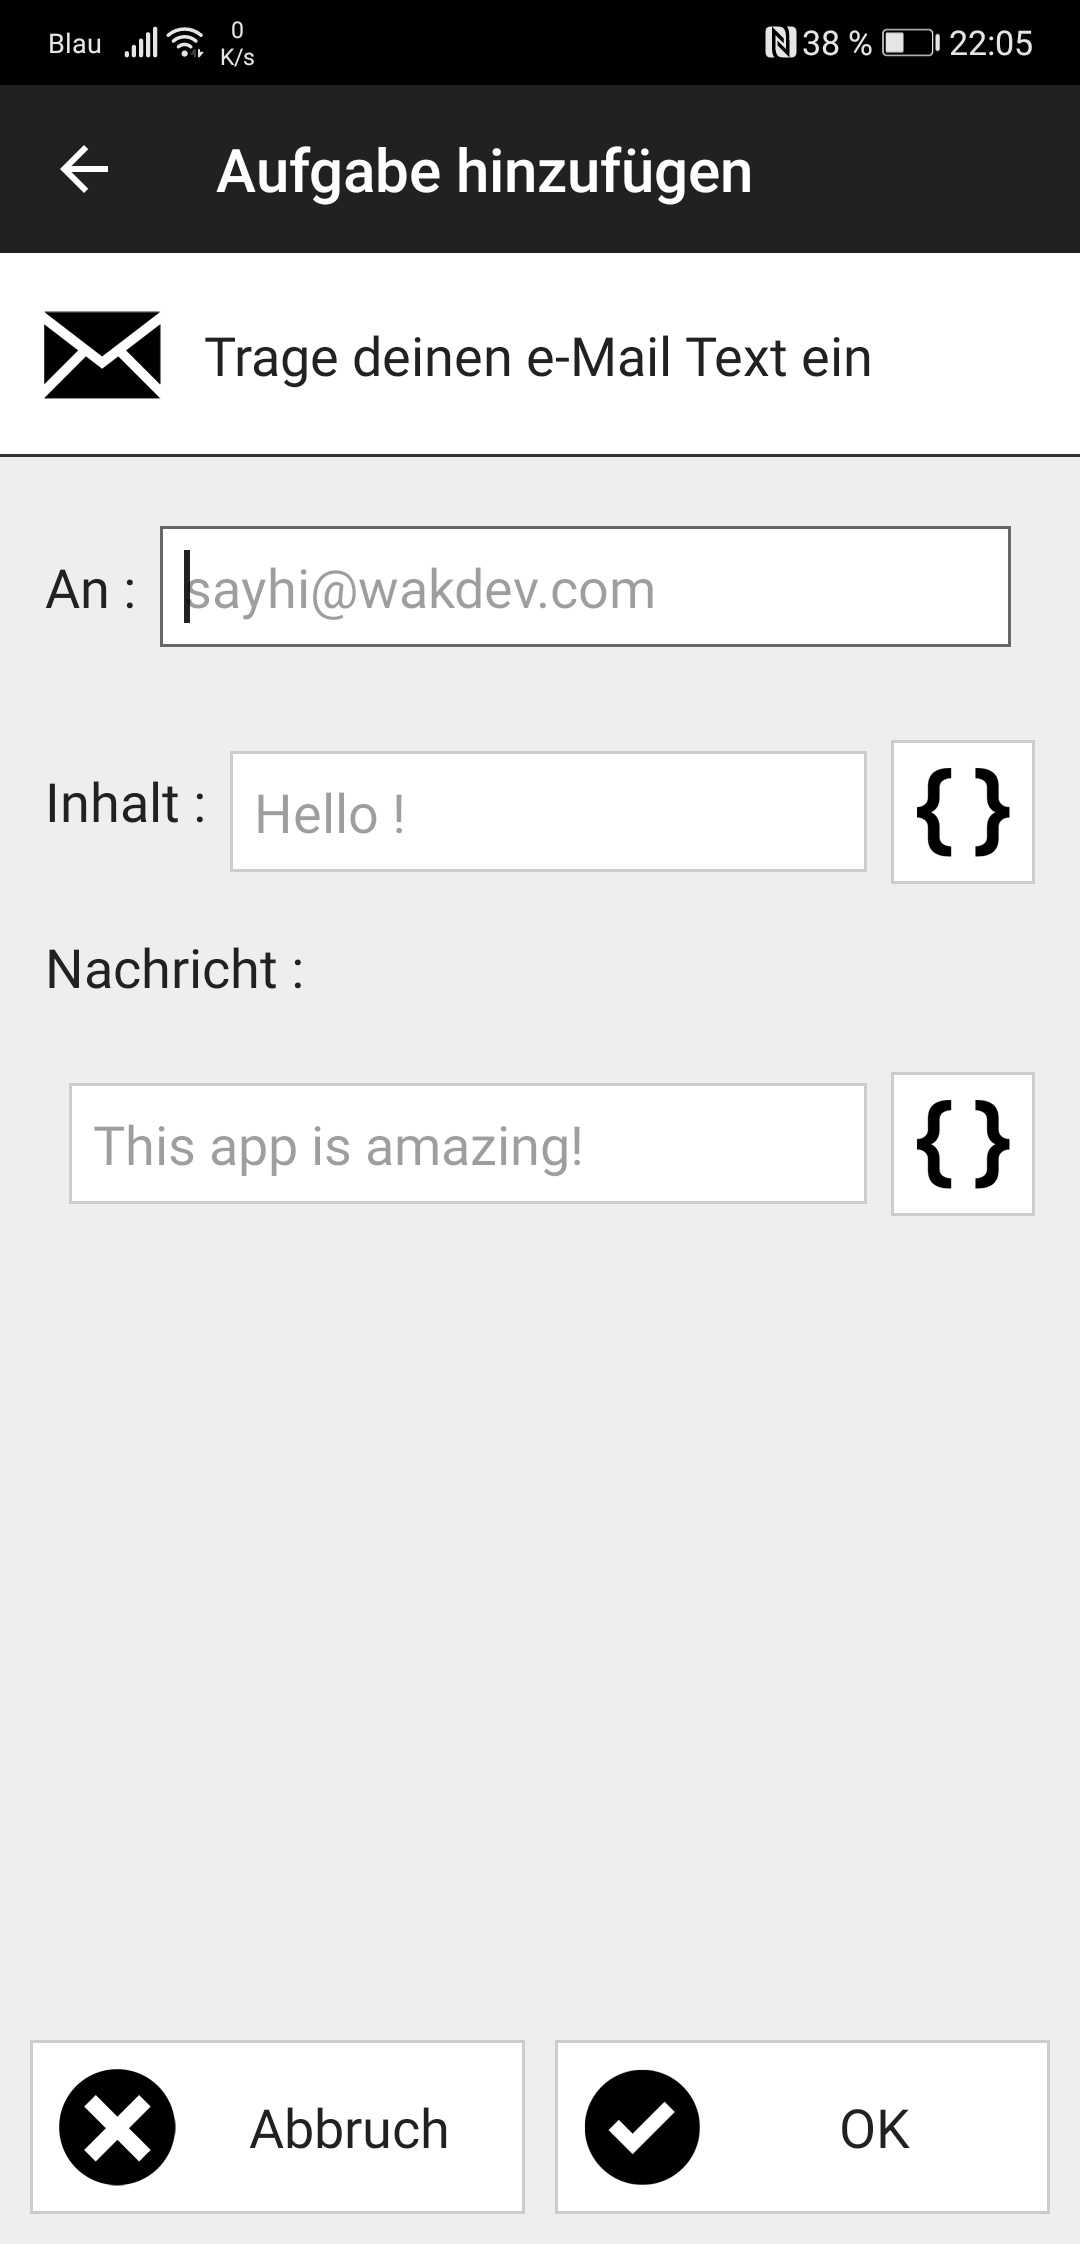 Blau 0 K/s 38 % 22:05
Aufgabe hinzufügen
Trage deinen e-Mail Text ein
An : sayhi@wakdev.com
Inhalt : Hello ! { }
Nachricht :
This app is amazing! { }
Abbruch OK